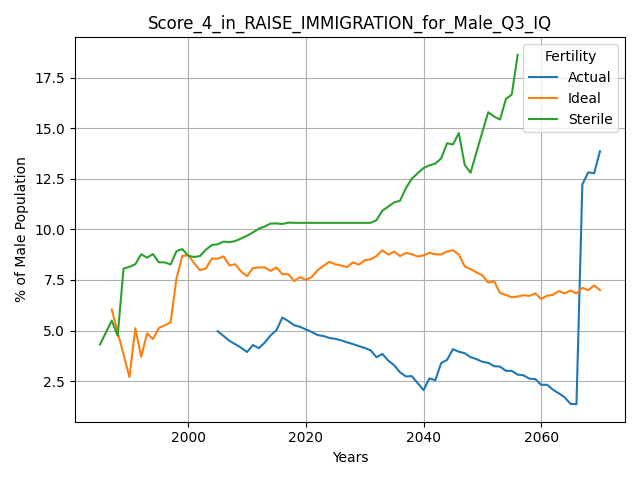 Score_4_in_RAISE_IMMIGRATION_for_Male_Q3_IQ
% of Male Population
17.5
15.0
12.5
10.0
7.5
5.0
2.5
Fertility
Actual
Ideal
Sterile
2000
2020
2040
2060
Years